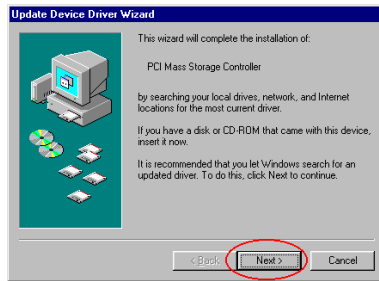 Update Device Driver Wizard
This wizard will complete the installation of:
PCI Mass Storage Controller
by searching your local drives, network, and Internet
locations for the most current driver.
If you have a disk or CD-ROM that came with this device,
insert it now.
It is recommended that you let Windows search for an
updated driver. To do this, click Next to continue.
< Back
Next >
Cancel